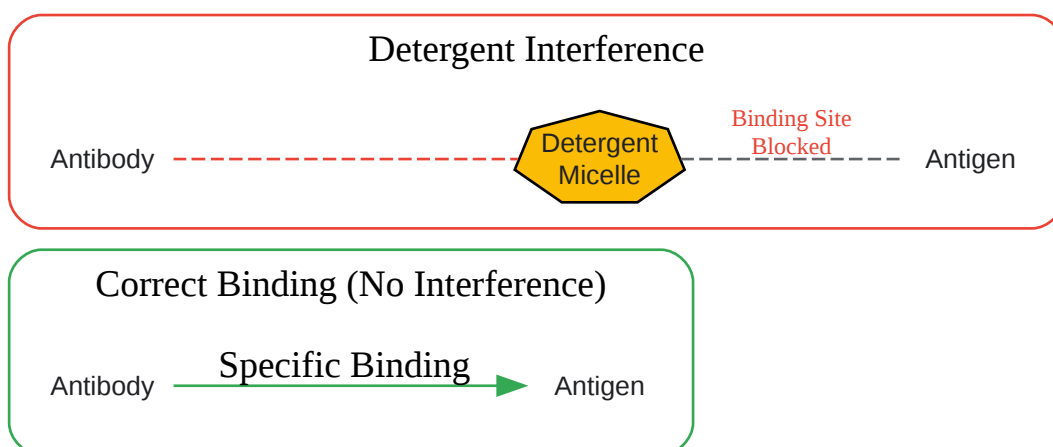 Detergent Interference
Antibody
Detergent
Micelle
Binding Site
Blocked
Antigen
Correct Binding (No Interference)
Antibody
Specific Binding
Antigen